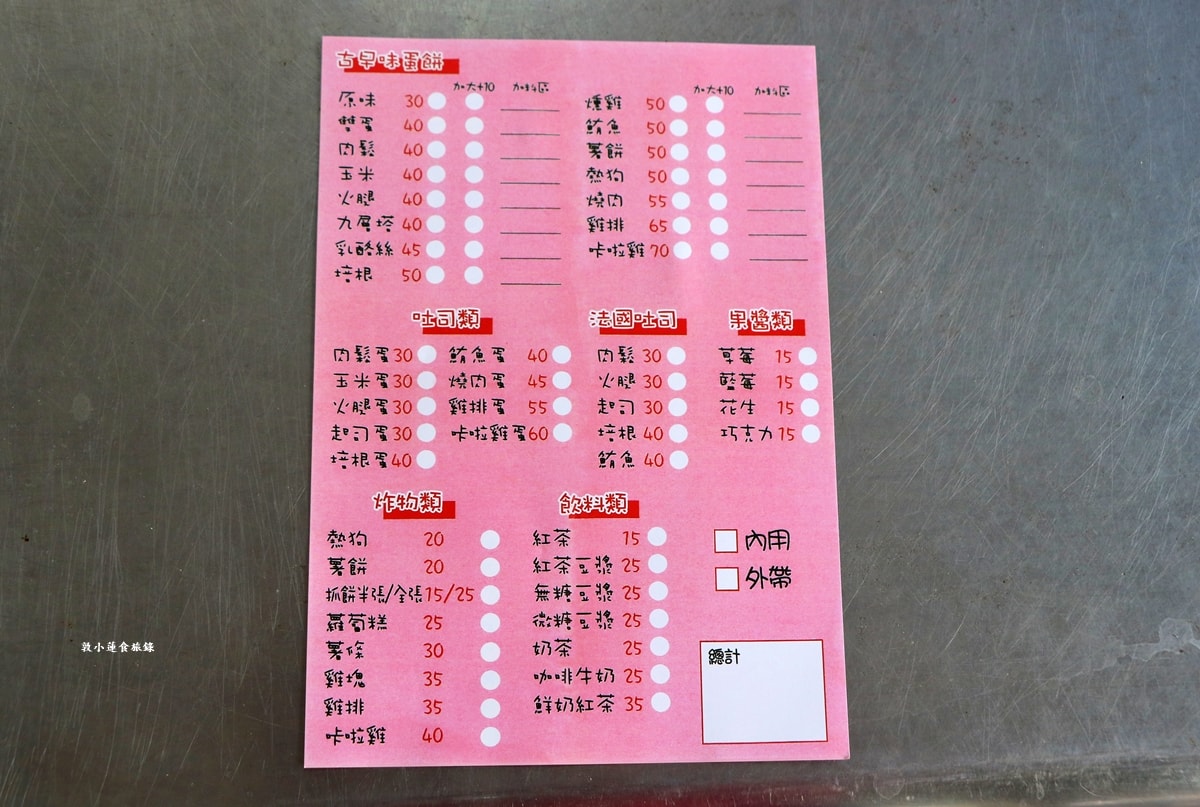 古早味蛋餅
加大+10 加料區
原味 30
雙蛋 40
肉鬆 40
玉米 40
火腿 40
九層塔 40
乳酪絲 45
培根 50
加大+10 加料區
燻雞 50
鮪魚 50
薯餅 50
熱狗 50
燒肉 55
雞排 65
咔啦雞 70
吐司類
肉鬆蛋 30
玉米蛋 30
火腿蛋 30
起司蛋 30
培根蛋 40
鮪魚蛋 40
燒肉蛋 45
雞排蛋 55
咔啦雞蛋 60
法國吐司
肉鬆 30
火腿 30
起司 30
培根 40
鮪魚 40
果醬類
草莓 15
藍莓 15
花生 15
巧克力 15
炸物類
熱狗 20
薯餅 20
抓餅半張/全張 15/25
蘿蔔糕 25
薯條 30
雞塊 35
雞排 35
咔啦雞 40
飲料類
紅茶 15
紅茶豆漿 25
無糖豆漿 25
微糖豆漿 25
奶茶 25
咖啡牛奶 25
鮮奶紅茶 35
內用
外帶
總計
敦小蓮食旅錄